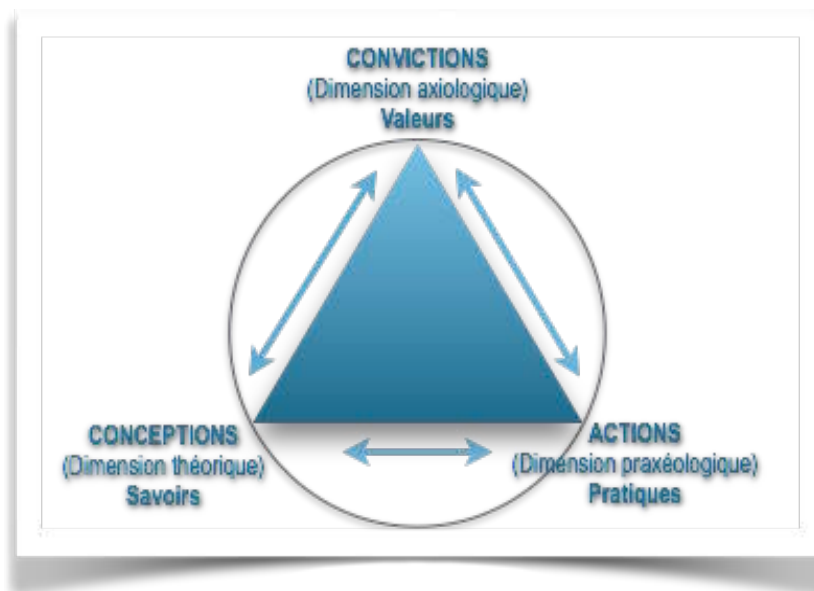 CONVICTIONS
(Dimension axiologique)
Valeurs
CONCEPTIONS
(Dimension théorique)
Savoirs
ACTIONS
(Dimension praxéologique)
Pratiques